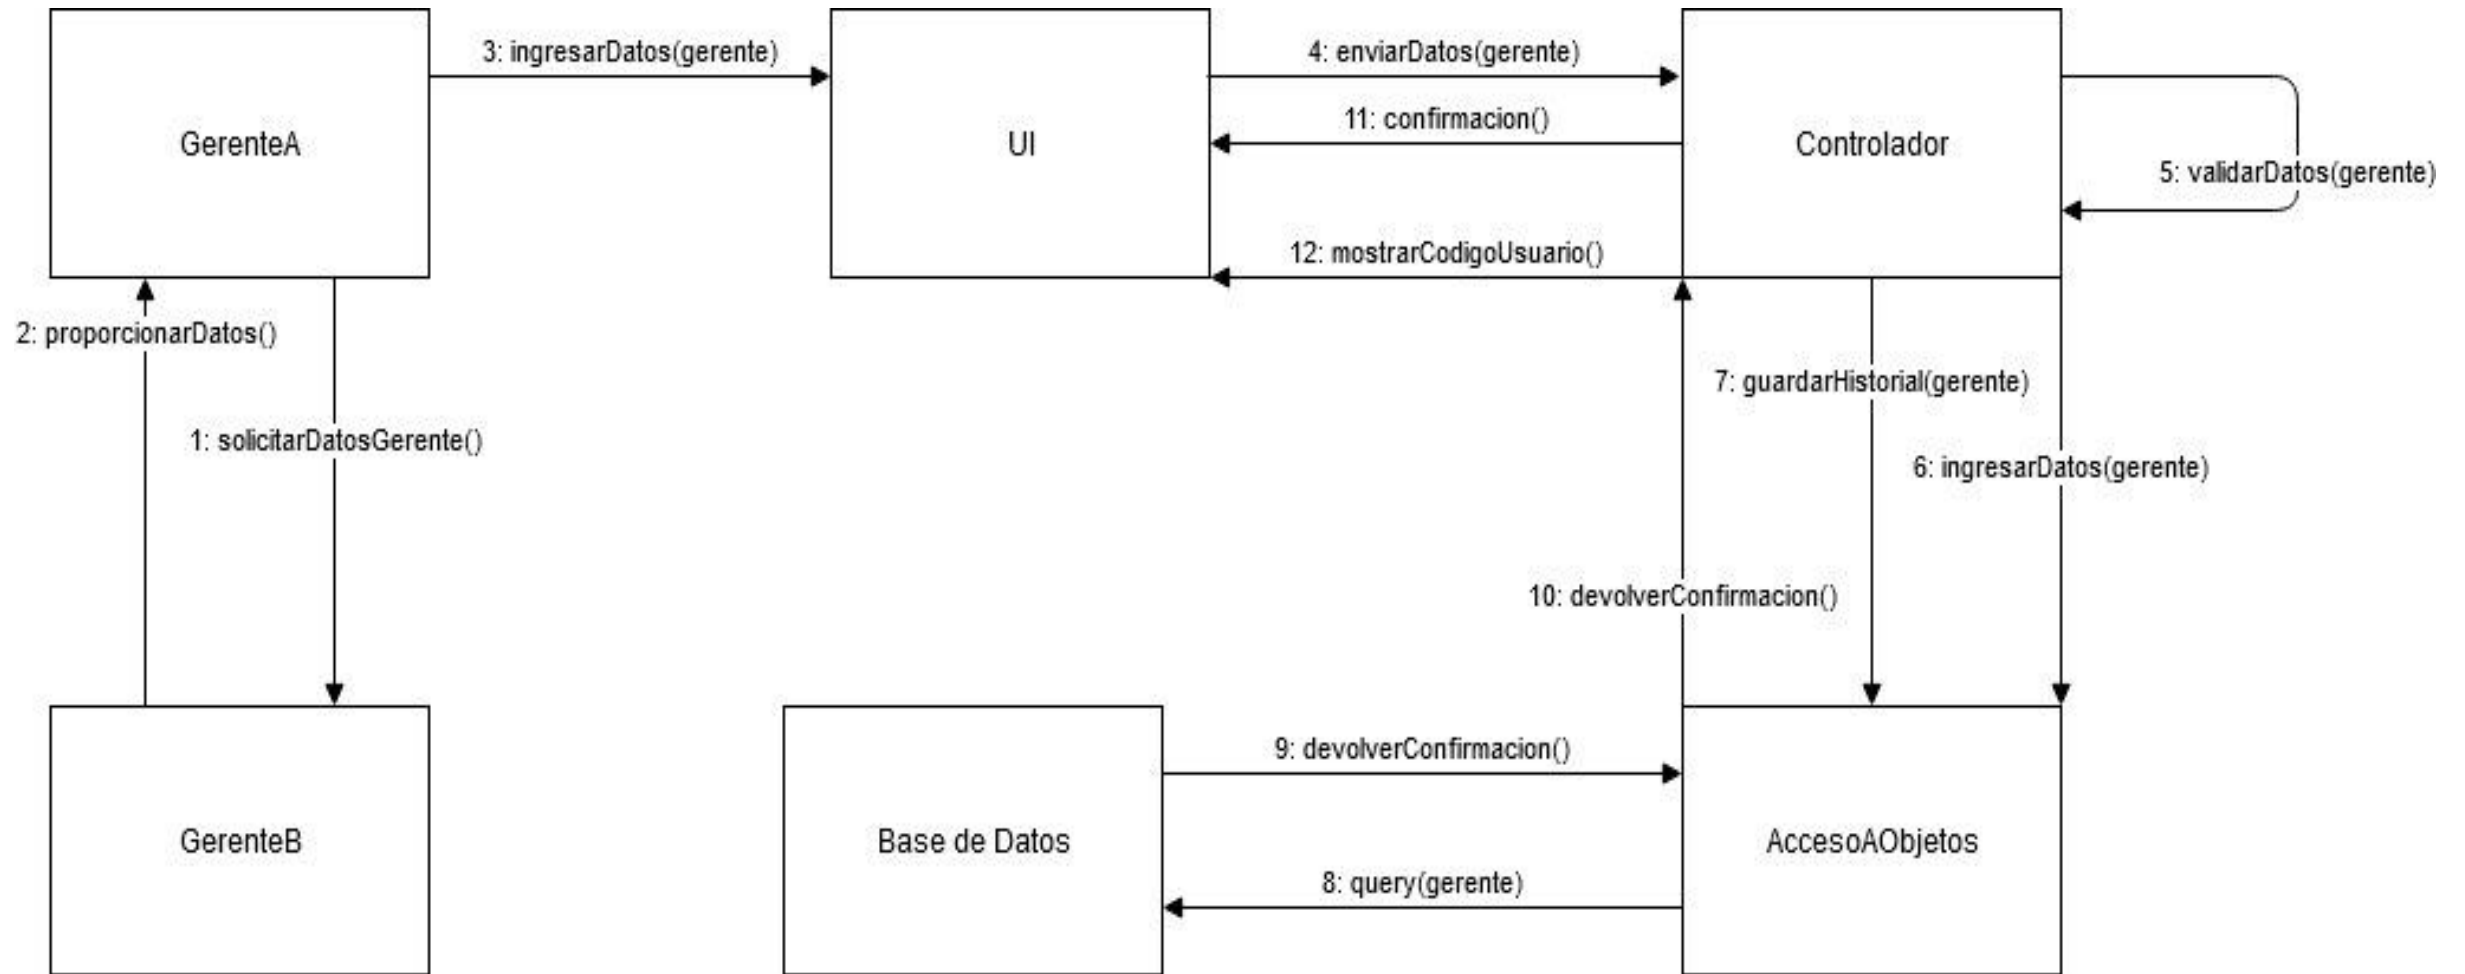 3: ingresarDatos(gerente)
4: enviarDatos(gerente)
11: confirmacion()
GerenteA
UI
Controlador
5: validarDatos(gerente)
12: mostrarCodigoUsuario()
2: proporcionarDatos()
7: guardarHistorial(gerente)
1: solicitarDatosGerente()
6: ingresarDatos(gerente)
10: devolverConfirmacion()
9: devolverConfirmacion()
GerenteB
Base de Datos
AccesoAObjetos
8: query(gerente)